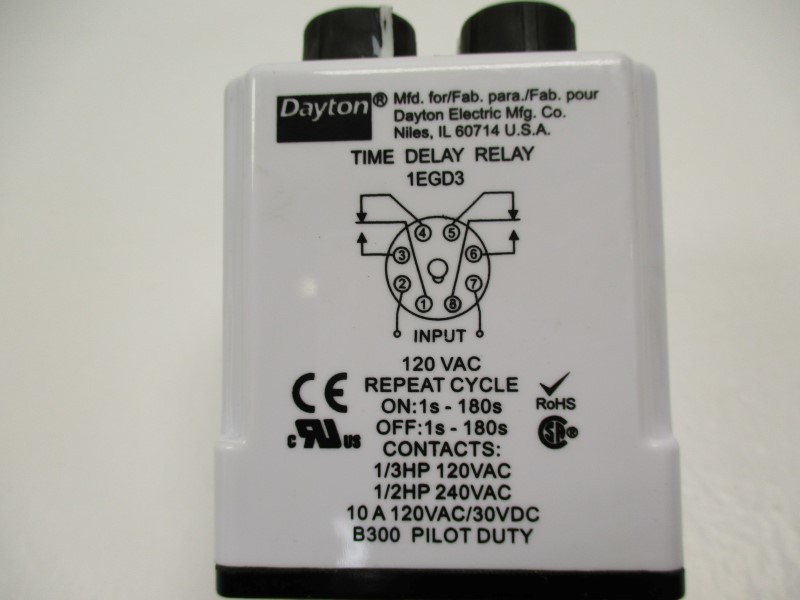 Dayton® Mfd. for/Fab. para./Fab. pour
Dayton Electric Mfg. Co.
Niles, IL 60714 U.S.A.
TIME DELAY RELAY
1EGD3
4 5
3 6
2 7
1 8
INPUT
120 VAC
CE REPEAT CYCLE RoHS
ON:1s - 180s
c RU US OFF:1s - 180s SA®
CONTACTS:
1/3HP 120VAC
1/2HP 240VAC
10 A 120VAC/30VDC
B300 PILOT DUTY